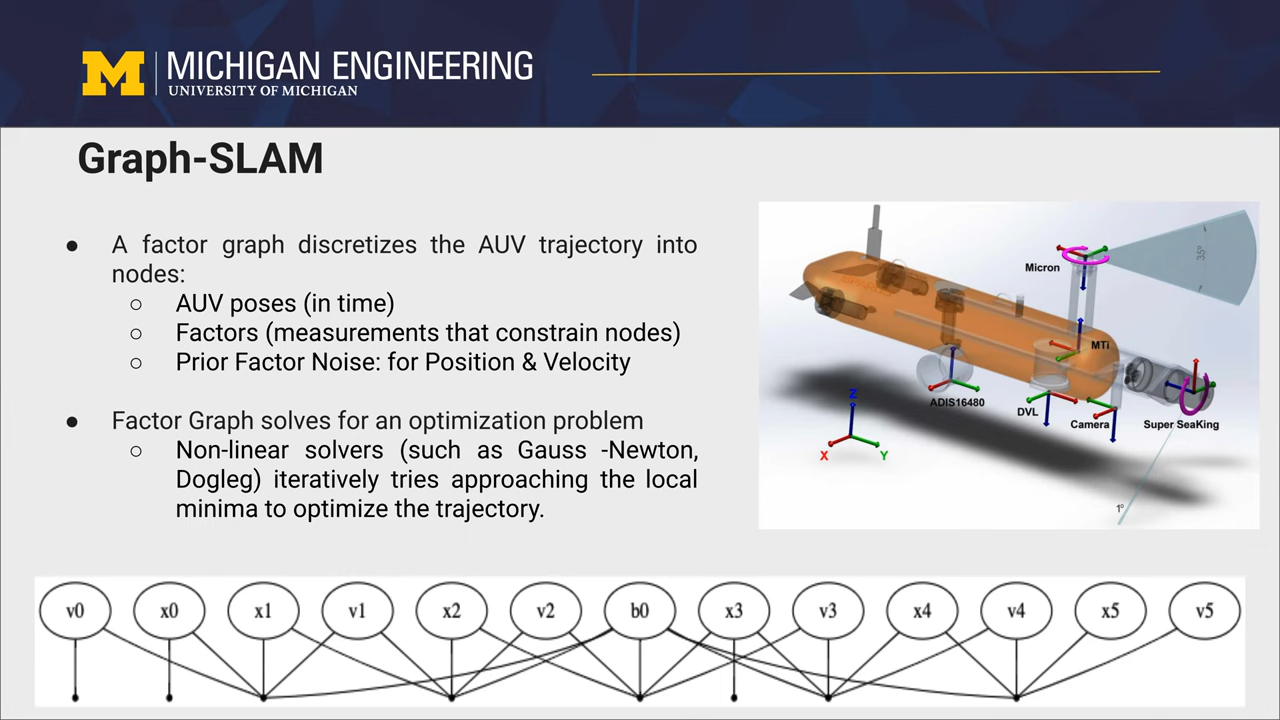 M
MICHIGAN ENGINEERING
UNIVERSITY OF MICHIGAN
Graph-SLAM
● A factor graph discretizes the AUV trajectory into
nodes:
○ AUV poses (in time)
○ Factors (measurements that constrain nodes)
○ Prior Factor Noise: for Position & Velocity
● Factor Graph solves for an optimization problem
○ Non-linear solvers (such as Gauss -Newton,
Dogleg) iteratively tries approaching the local
minima to optimize the trajectory.
Micron
35°
MTi
ADIS16480
DVL
Camera
Super SeaKing
Z
X
Y
1°
v0 x0 x1 v1 x2 v2 b0 x3 v3 x4 v4 x5 v5